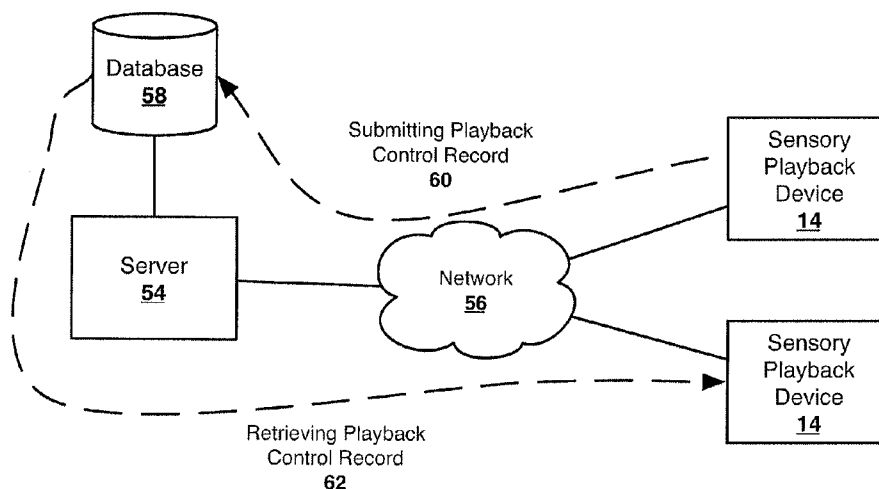 Database
58
Submitting Playback
Control Record
60
Sensory
Playback
Device
14
Server
54
Network
56
Sensory
Playback
Device
14
Retrieving Playback
Control Record
62